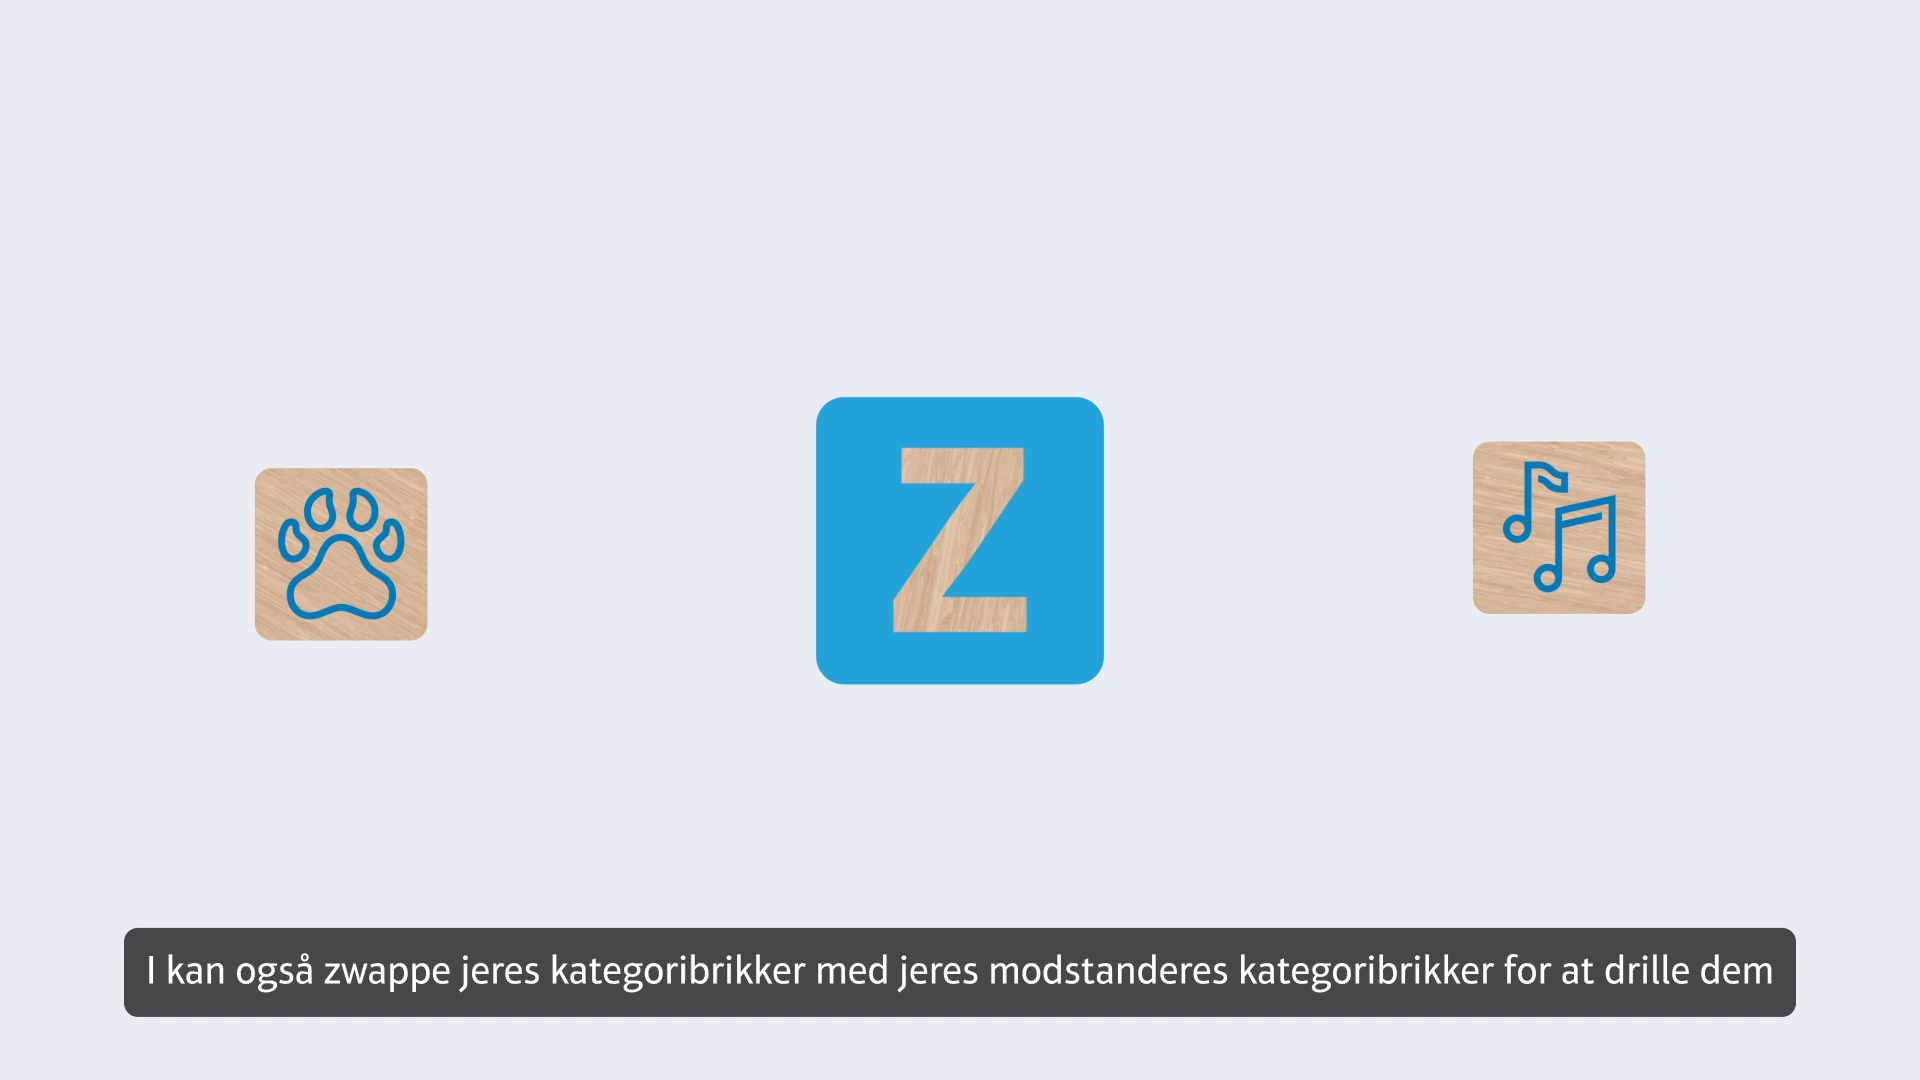 Z
I kan også zwappe jeres kategoribrikker med jeres modstanderes kategoribrikker for at drille dem